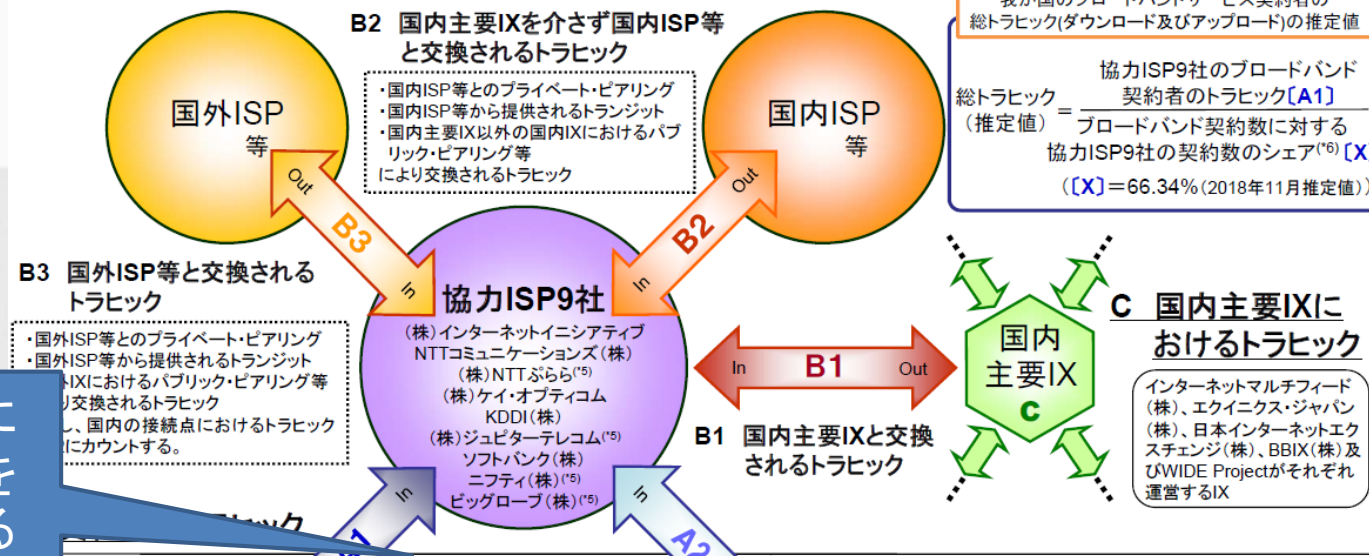 B2 国内主要IXを介さず国内ISP等
と交換されるトラヒック
・国内ISP等とのプライベート・ピアリング
・国内ISP等から提供されるトランジット
・国内主要IX以外の国内IXにおけるパブ
リック・ピアリング等
により交換されるトラヒック
国外ISP
等
国内ISP
等
総トラヒック(ダウンロード及びアップロード)の推定値
協力ISP9社のブロードバンド
契約者のトラヒック〔A1〕
総トラヒック
(推定値)
=
ブロードバンド契約数に対する
協力ISP9社の契約数のシェア(*6)〔X
(〔X〕=66.34%(2018年11月推定値))
Out
B3
In
Out
B2
In
B3 国外ISP等と交換される
トラヒック
・国外ISP等とのプライベート・ピアリング
・国外ISP等から提供されるトランジット
IXにおけるパブリック・ピアリング等
り交換されるトラヒック
し、国内の接続点におけるトラヒック
にカウントする。
協力ISP9社
(株)インターネットイニシアティブ
NTTコミュニケーションズ(株)
(株)NTTぷらら(*5)
(株)ケイ・オプティコム
KDDI(株)
(株)ジュピターテレコム(*5)
ソフトバンク(株)
ニフティ(株)(*5)
ビッグローブ(株)(*5)
In
B1
Out
B1 国内主要IXと交換
されるトラヒック
国内
主要IX
C
C 国内主要IXに
おけるトラヒック
インターネットマルチフィード
(株)、エクイニクス・ジャパン
(株)、日本インターネットエク
スチェンジ(株)、BBIX(株)及
びWIDE Projectがそれぞれ
運営するIX
In
In
A2